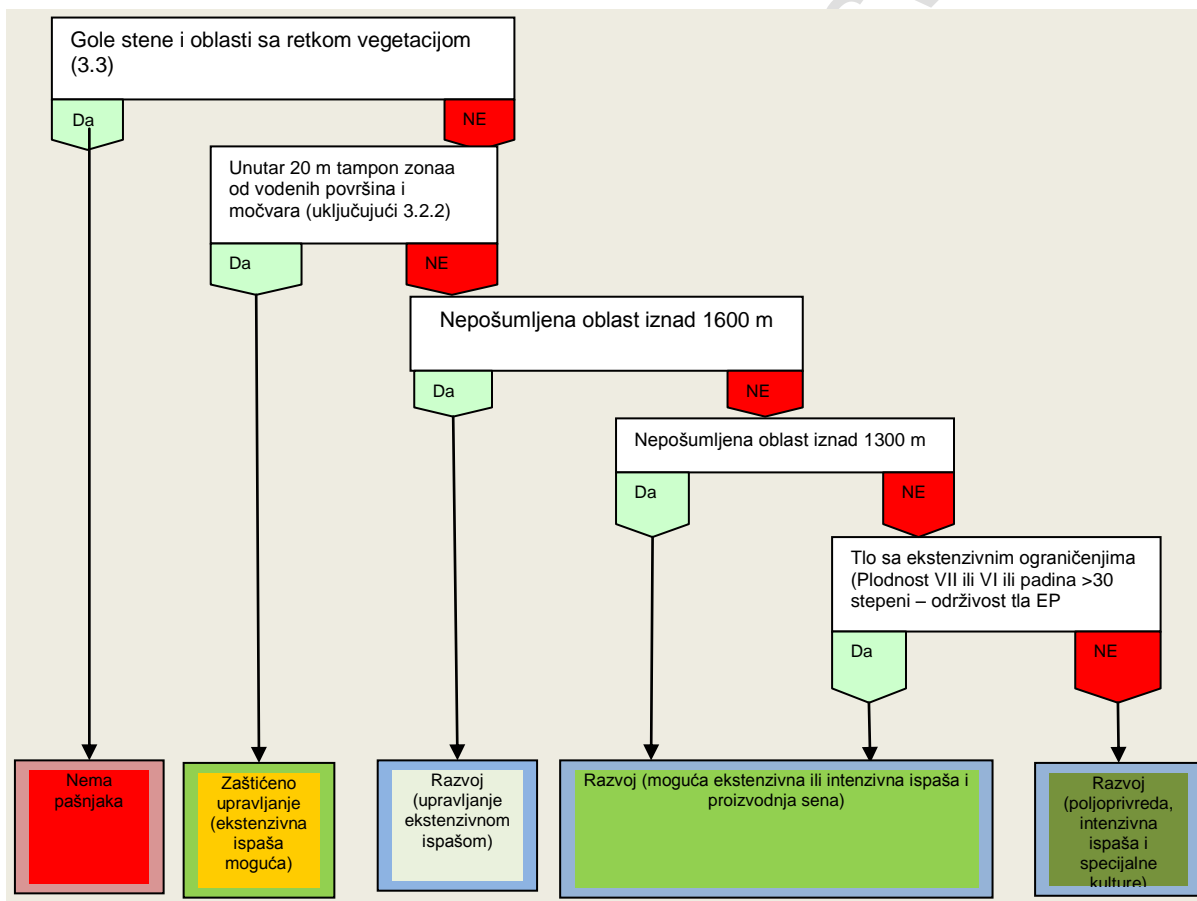 Gole stene i oblasti sa retkom vegetacijom
(3.3)
Da
NE
Unutar 20 m tampon zonaa
od vodenih površina i
močvara (uključujući 3.2.2)
Da
NE
Nepošumljena oblast iznad 1600 m
Da
NE
Nepošumljena oblast iznad 1300 m
Da
NE
Tlo sa ekstenzivnim ograničenjima
(Plodnost VII ili VI ili padina >30
stepeni – održivost tla EP
Da
NE
Nema
pašnjaka
Zaštićeno
upravljanje
(ekstenzivna
ispaša
moguća)
Razvoj
(upravljanje
ekstenzivnom
ispašom)
Razvoj (moguća ekstenzivna ili intenzivna ispaša i
proizvodnja sena)
Razvoj
(poljoprivreda,
intenzivna
ispaša i
specijalne
kulture)